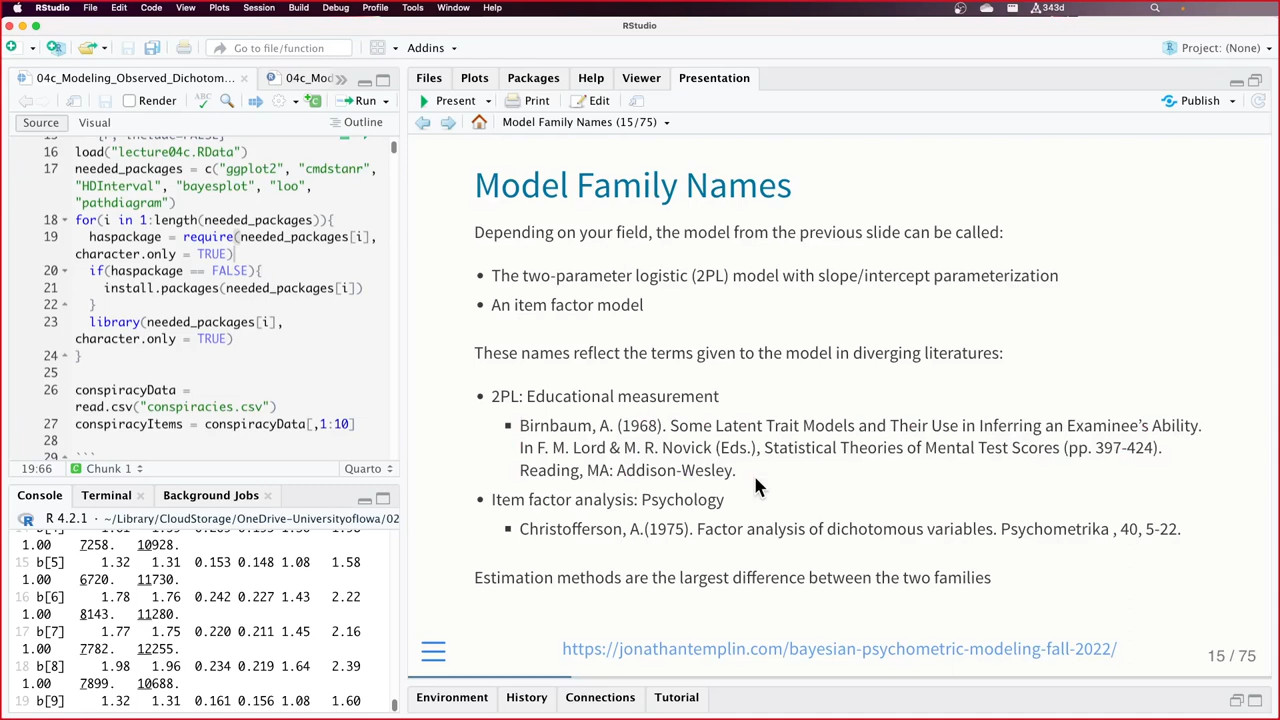 RStudio File Edit Code View Plots Session Build Debug Profile Tools Window Help 343d
RStudio
Go to file/function Addins Project: (None)
04c_Modeling_Observed_Dichotom... 04c_Mod
Render ABC Run
Source Visual Outline
16 load("lecture04c.RData")
17 needed_packages = c("ggplot2", "cmdstanr",
"HDInterval", "bayesplot", "loo",
"pathdiagram")
18 for(i in 1:length(needed_packages)){
19 haspackage = require(needed_packages[i],
character.only = TRUE)
20 if(haspackage == FALSE){
21 install.packages(needed_packages[i])
22 }
23 library(needed_packages[i],
character.only = TRUE)
24 }
25
26 conspiracyData =
read.csv("conspiracies.csv")
27 conspiracyItems = conspiracyData[,1:10]
28
29 ```
19:66 Chunk 1 Quarto
Console Terminal Background Jobs
R 4.2.1 · ~/Library/CloudStorage/OneDrive-UniversityofIowa/02
1.00 7258. 10928.
15 b[5] 1.32 1.31 0.153 0.148 1.08 1.58
1.00 6720. 11730.
16 b[6] 1.78 1.76 0.242 0.227 1.43 2.22
1.00 8143. 11280.
17 b[7] 1.77 1.75 0.220 0.211 1.45 2.16
1.00 7782. 12255.
18 b[8] 1.98 1.96 0.234 0.219 1.64 2.39
1.00 7899. 10688.
19 b[9] 1.32 1.31 0.161 0.156 1.08 1.60
Files Plots Packages Help Viewer Presentation
Present Print Edit Publish
Model Family Names (15/75)
Model Family Names
Depending on your field, the model from the previous slide can be called:
• The two-parameter logistic (2PL) model with slope/intercept parameterization
• An item factor model
These names reflect the terms given to the model in diverging literatures:
• 2PL: Educational measurement
▪ Birnbaum, A. (1968). Some Latent Trait Models and Their Use in Inferring an Examinee's Ability.
In F. M. Lord & M. R. Novick (Eds.), Statistical Theories of Mental Test Scores (pp. 397-424).
Reading, MA: Addison-Wesley.
• Item factor analysis: Psychology
▪ Christofferson, A.(1975). Factor analysis of dichotomous variables. Psychometrika , 40, 5-22.
Estimation methods are the largest difference between the two families
https://jonathantemplin.com/bayesian-psychometric-modeling-fall-2022/
15 / 75
Environment History Connections Tutorial